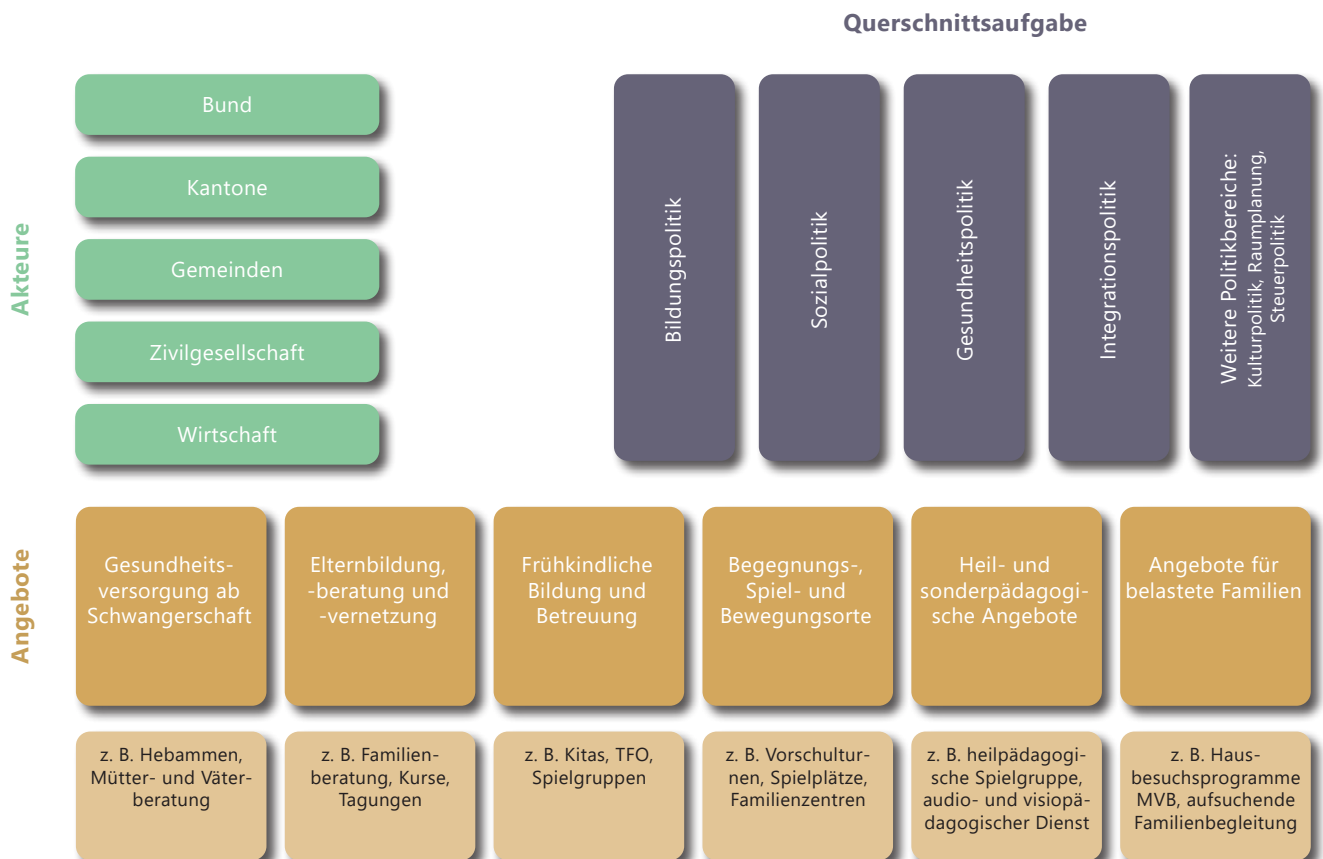 Querschnittsaufgabe
Akteure
Bund
Kantone
Gemeinden
Zivilgesellschaft
Wirtschaft
Bildungspolitik
Sozialpolitik
Gesundheitspolitik
Integrationspolitik
Weitere Politikbereiche:
Kulturpolitik, Raumplanung,
Steuerpolitik
Angebote
Gesundheits-
versorgung ab
Schwangerschaft
Elternbildung,
-beratung und
-vernetzung
Frühkindliche
Bildung und
Betreuung
Begegnungs-,
Spiel- und
Bewegungsorte
Heil- und
sonderpädagogi-
sche Angebote
Angebote für
belastete Familien
z. B. Hebammen,
Mütter- und Väter-
beratung
z. B. Familien-
beratung, Kurse,
Tagungen
z. B. Kitas, TFO,
Spielgruppen
z. B. Vorschultur-
nen, Spielplätze,
Familienzentren
z. B. heilpädagogi-
sche Spielgruppe,
audio- und visiopä-
dagogischer Dienst
z. B. Haus-
besuchsprogramme
MVB, aufsuchende
Familienbegleitung